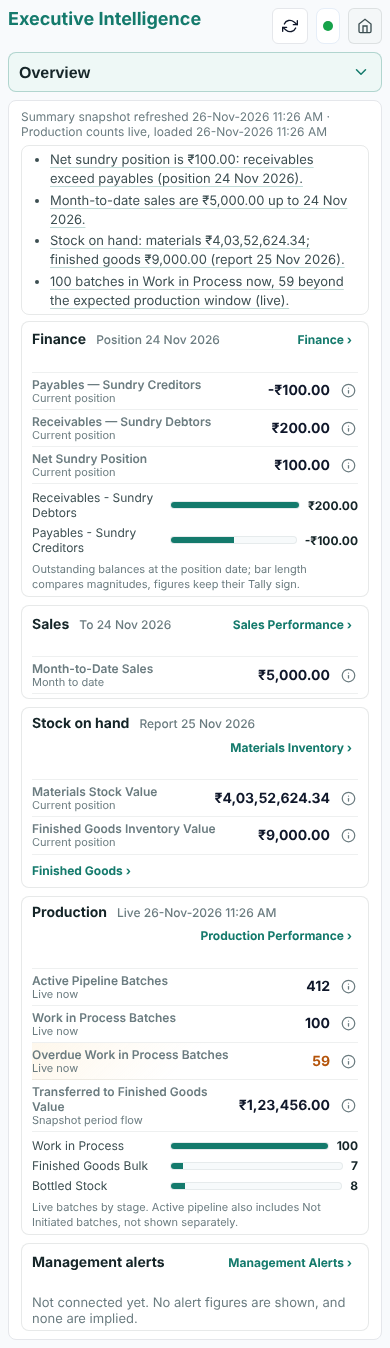 Executive Intelligence
Overview
Summary snapshot refreshed 26-Nov-2026 11:26 AM ·
Production counts live, loaded 26-Nov-2026 11:26 AM
• Net sundry position is ₹100.00: receivables
exceed payables (position 24 Nov 2026).
• Month-to-date sales are ₹5,000.00 up to 24 Nov
2026.
• Stock on hand: materials ₹4,03,52,624.34;
finished goods ₹9,000.00 (report 25 Nov 2026).
• 100 batches in Work in Process now, 59 beyond
the expected production window (live).
Finance Position 24 Nov 2026 Finance ›
Payables — Sundry Creditors
Current position
-₹100.00
Receivables — Sundry Debtors
Current position
₹200.00
Net Sundry Position
Current position
₹100.00
Receivables - Sundry
Debtors
₹200.00
Payables - Sundry
Creditors
-₹100.00
Outstanding balances at the position date; bar length
compares magnitudes, figures keep their Tally sign.
Sales To 24 Nov 2026 Sales Performance ›
Month-to-Date Sales
Month to date
₹5,000.00
Stock on hand Report 25 Nov 2026
Materials Inventory ›
Materials Stock Value
Current position
₹4,03,52,624.34
Finished Goods Inventory Value
Current position
₹9,000.00
Finished Goods ›
Production Live 26-Nov-2026 11:26 AM
Production Performance ›
Active Pipeline Batches
Live now
412
Work in Process Batches
Live now
100
Overdue Work in Process Batches
Live now
59
Transferred to Finished Goods
Value
Snapshot period flow
₹1,23,456.00
Work in Process 100
Finished Goods Bulk 7
Bottled Stock 8
Live batches by stage. Active pipeline also includes Not
Initiated batches, not shown separately.
Management alerts Management Alerts ›
Not connected yet. No alert figures are shown, and
none are implied.